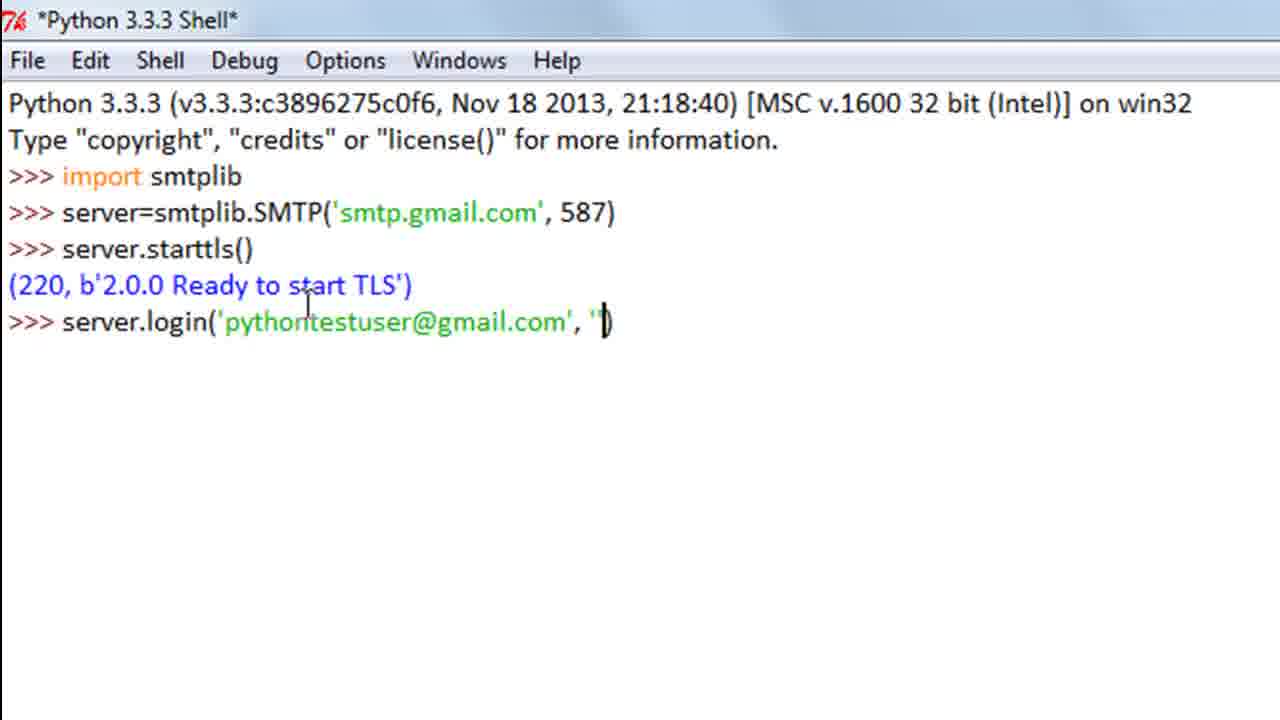 *Python 3.3.3 Shell*
File Edit Shell Debug Options Windows Help
Python 3.3.3 (v3.3.3:c3896275c0f6, Nov 18 2013, 21:18:40) [MSC v.1600 32 bit (Intel)] on win32
Type "copyright", "credits" or "license()" for more information.
>>> import smtplib
>>> server=smtplib.SMTP('smtp.gmail.com', 587)
>>> server.starttls()
(220, b'2.0.0 Ready to start TLS')
>>> server.login('pythontestuser@gmail.com', '')